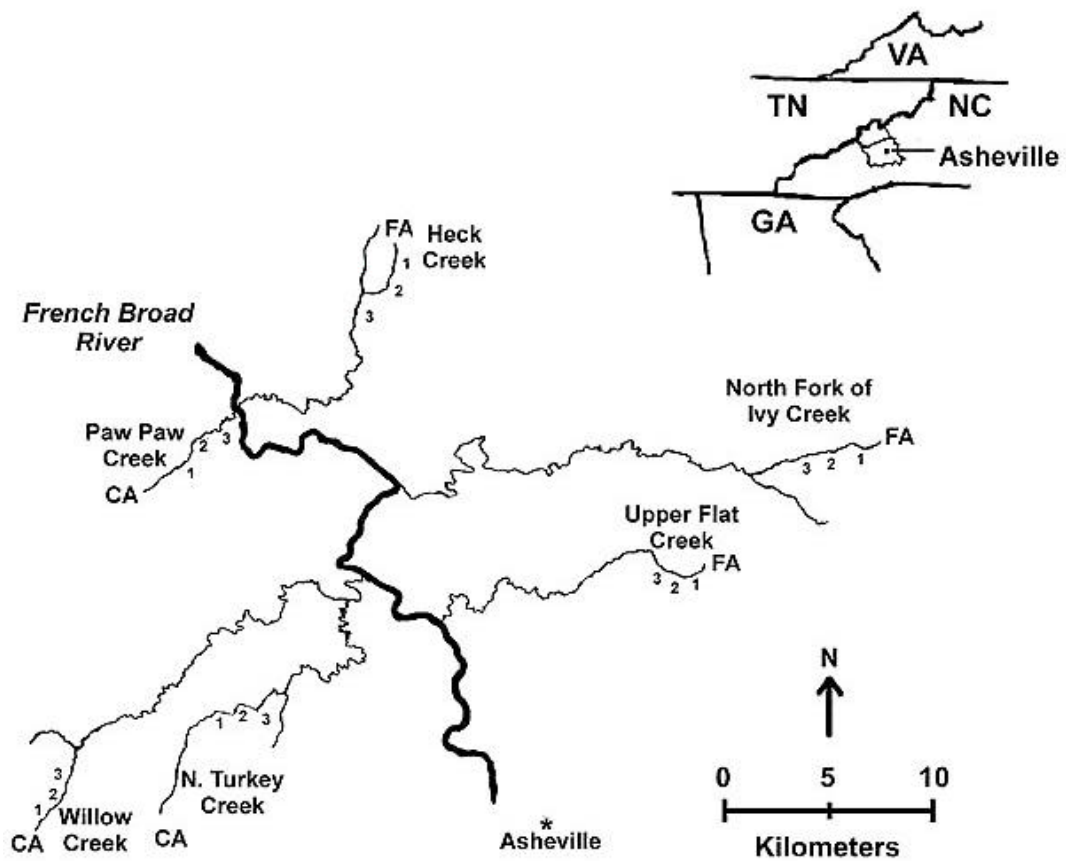 VA
TN
NC
Asheville
GA
FA
Heck
Creek
1
2
3
French Broad
River
North Fork of
Ivy Creek
FA
3 2 1
Paw Paw
Creek
3
2
1
CA
Upper Flat
Creek
FA
3 2 1
N
1 2 3
N. Turkey
Creek
CA
3
2
1
Willow
Creek
CA
*
Asheville
0 5 10
Kilometers